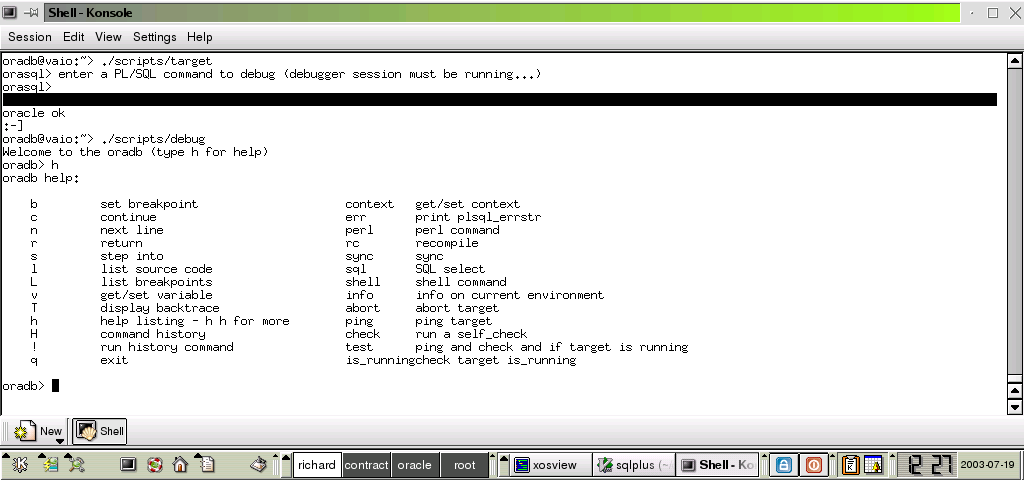 Shell - Konsole
Session Edit View Settings Help
oradb@vaio:~> ./scripts/target
orasql> enter a PL/SQL command to debug (debugger session must be running...)
orasql>
oracle ok
:-]
oradb@vaio:~> ./scripts/debug
Welcome to the oradb (type h for help)
oradb> h
oradb help:
b set breakpoint context get/set context
c continue err print plsql_errstr
n next line perl perl command
r return rc recompile
s step into sync sync
l list source code sql SQL select
L list breakpoints shell shell command
v get/set variable info info on current environment
T display backtrace abort abort target
h help listing - h h for more ping ping target
H command history check run a self_check
! run history command test ping and check and if target is running
q exit is_runningcheck target is_running
oradb>
New Shell
richard contract oracle root xosview sqlplus (~ Shell - Ko 12 27 2003-07-19